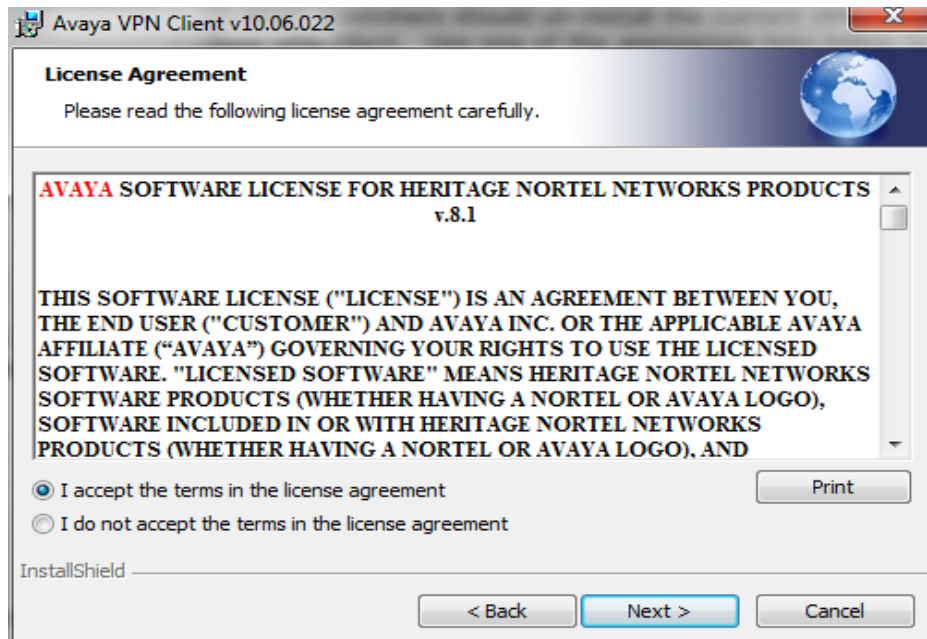 Avaya VPN Client v10.06.022
License Agreement
Please read the following license agreement carefully.
AVAYA SOFTWARE LICENSE FOR HERITAGE NORTEL NETWORKS PRODUCTS
v.8.1
THIS SOFTWARE LICENSE ("LICENSE") IS AN AGREEMENT BETWEEN YOU,
THE END USER ("CUSTOMER") AND AVAYA INC. OR THE APPLICABLE AVAYA
AFFILIATE (“AVAYA”) GOVERNING YOUR RIGHTS TO USE THE LICENSED
SOFTWARE. "LICENSED SOFTWARE" MEANS HERITAGE NORTEL NETWORKS
SOFTWARE PRODUCTS (WHETHER HAVING A NORTEL OR AVAYA LOGO),
SOFTWARE INCLUDED IN OR WITH HERITAGE NORTEL NETWORKS
PRODUCTS (WHETHER HAVING A NORTEL OR AVAYA LOGO), AND
I accept the terms in the license agreement
Print
I do not accept the terms in the license agreement
InstallShield
< Back
Next >
Cancel